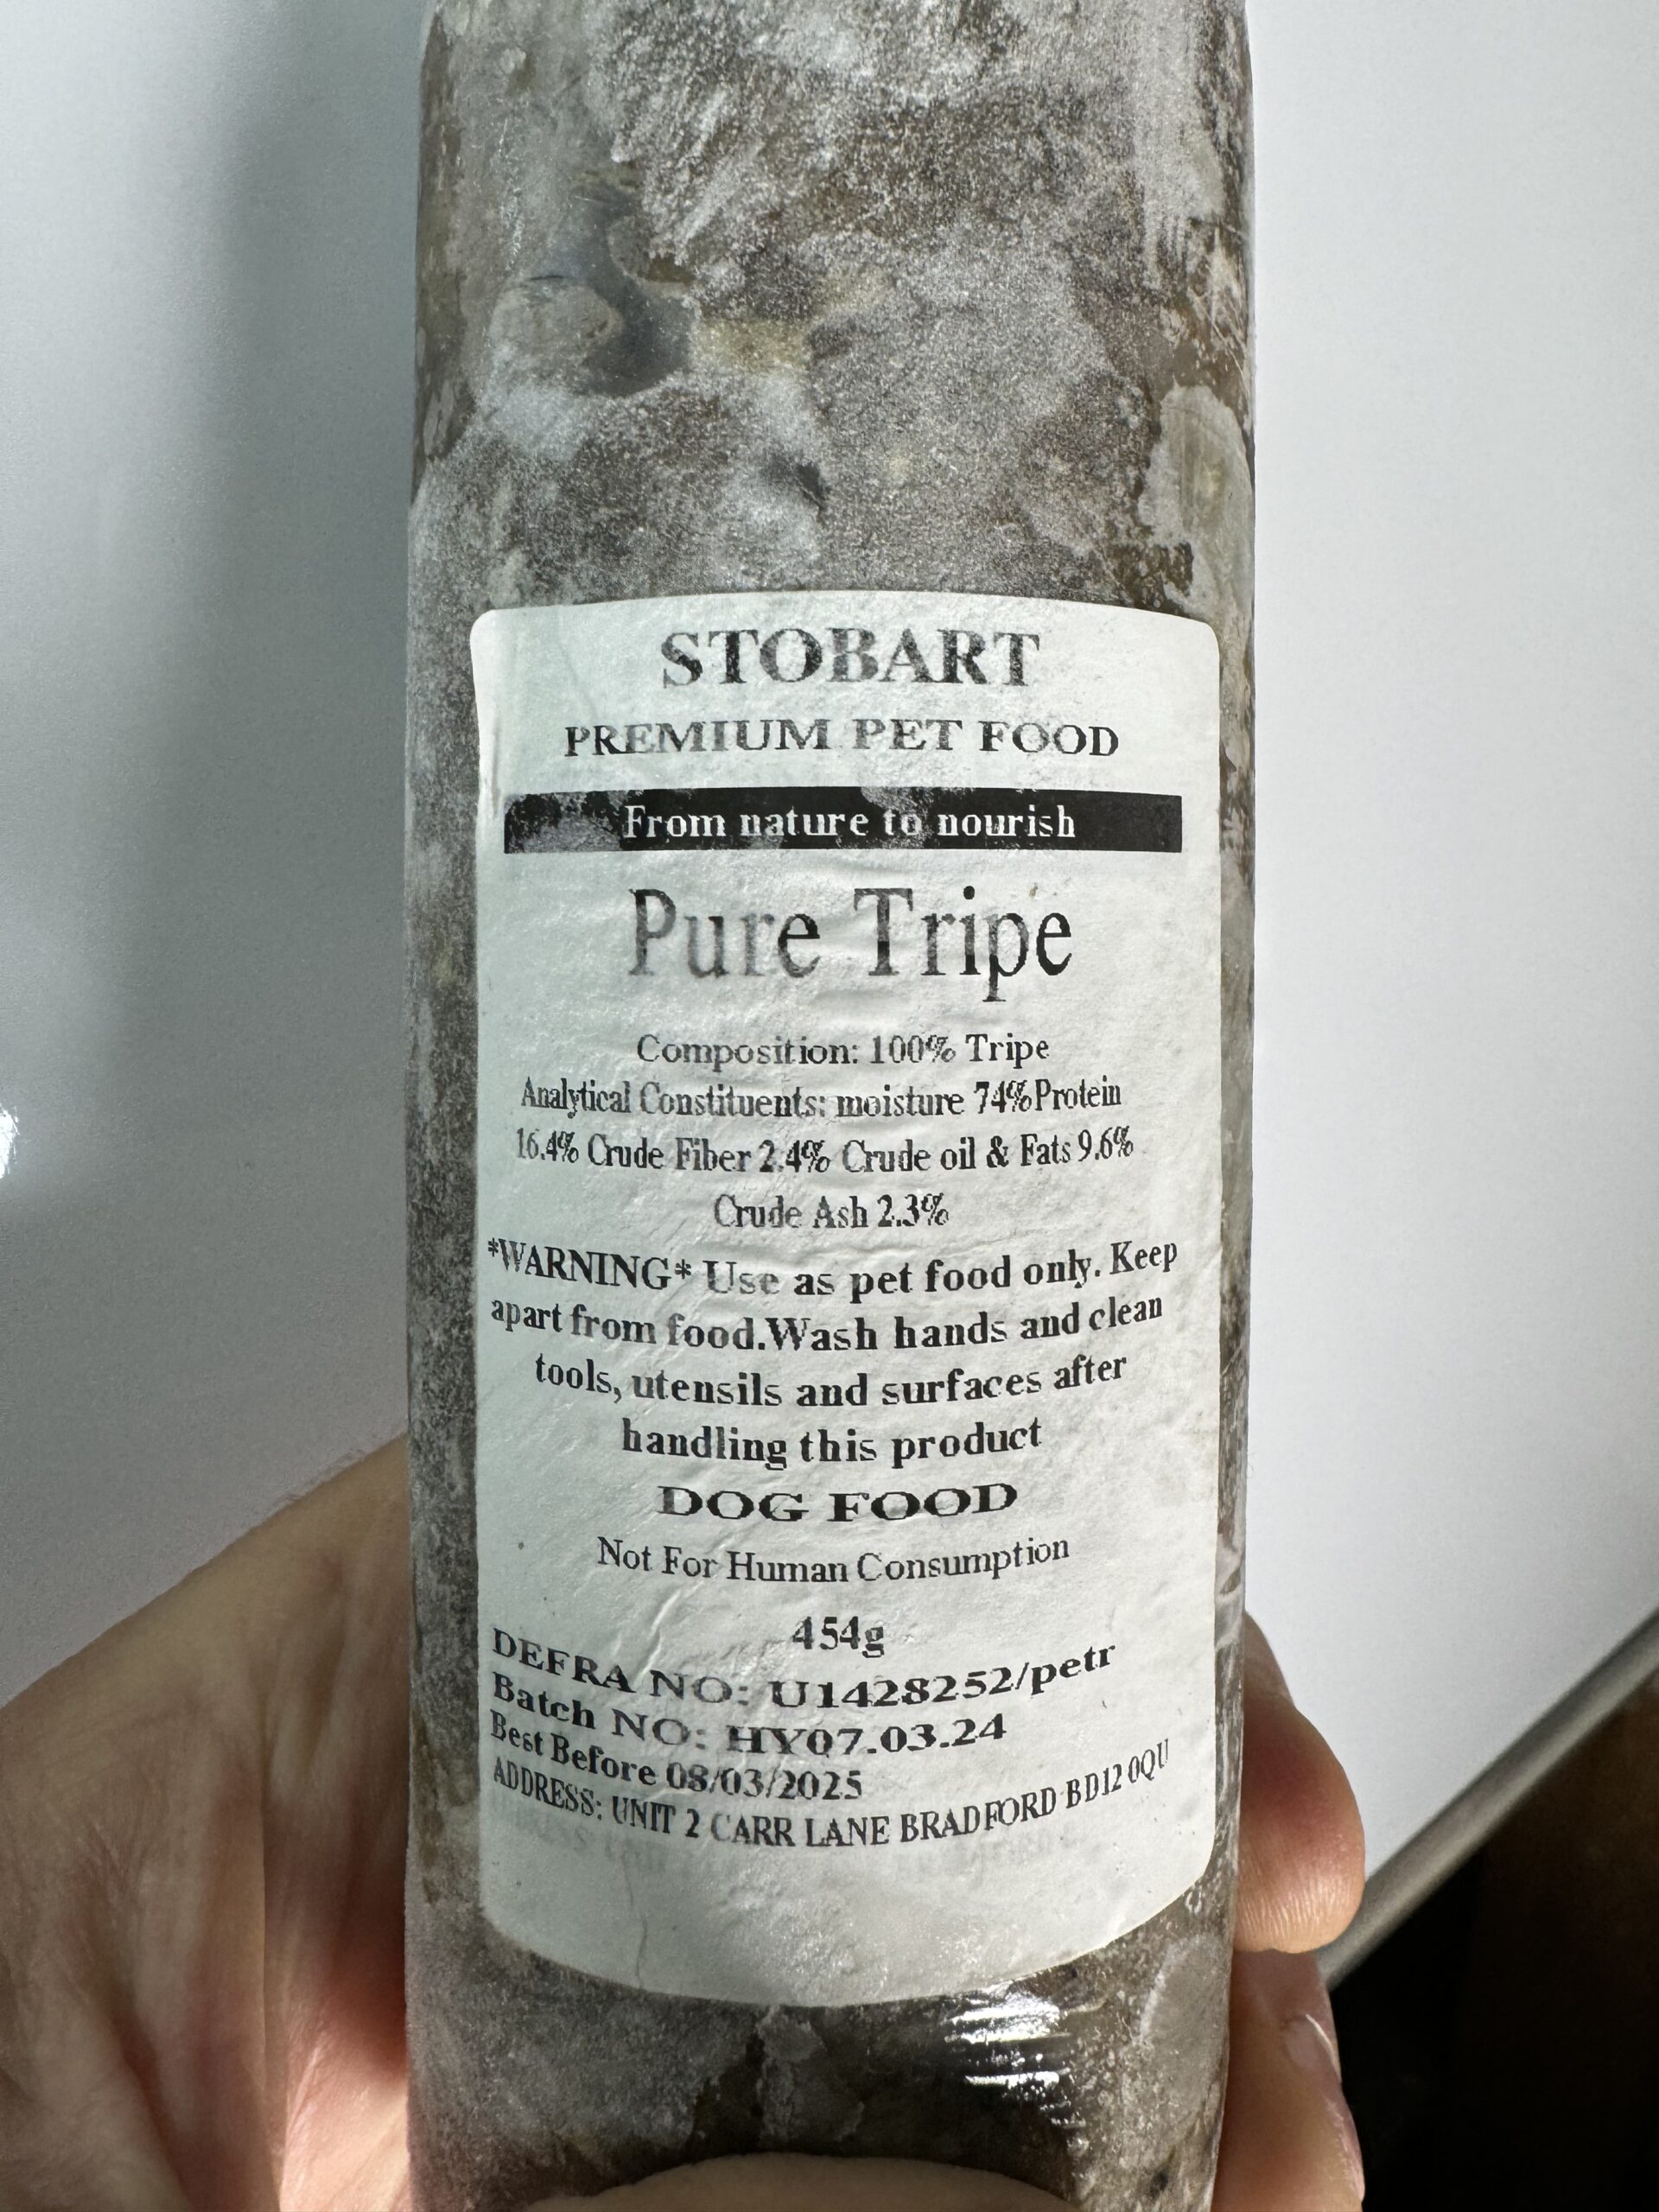 STOBART
PREMIUM PET FOOD
From nature to nourish
Pure Tripe
Composition: 100% Tripe
Analytical Constituents: moisture 74%Protein
16.4% Crude Fiber 2.4% Crude oil & Fats 9.6%
Crude Ash 2.3%
*WARNING* Use as pet food only. Keep
apart from food.Wash hands and clean
tools, utensils and surfaces after
handling this product
DOG FOOD
Not For Human Consumption
454g
DEFRA NO: U1428252/petr
Batch NO: HY07.03.24
Best Before 08/03/2025
ADDRESS: UNIT 2 CARR LANE BRADFORD BD12 0QU